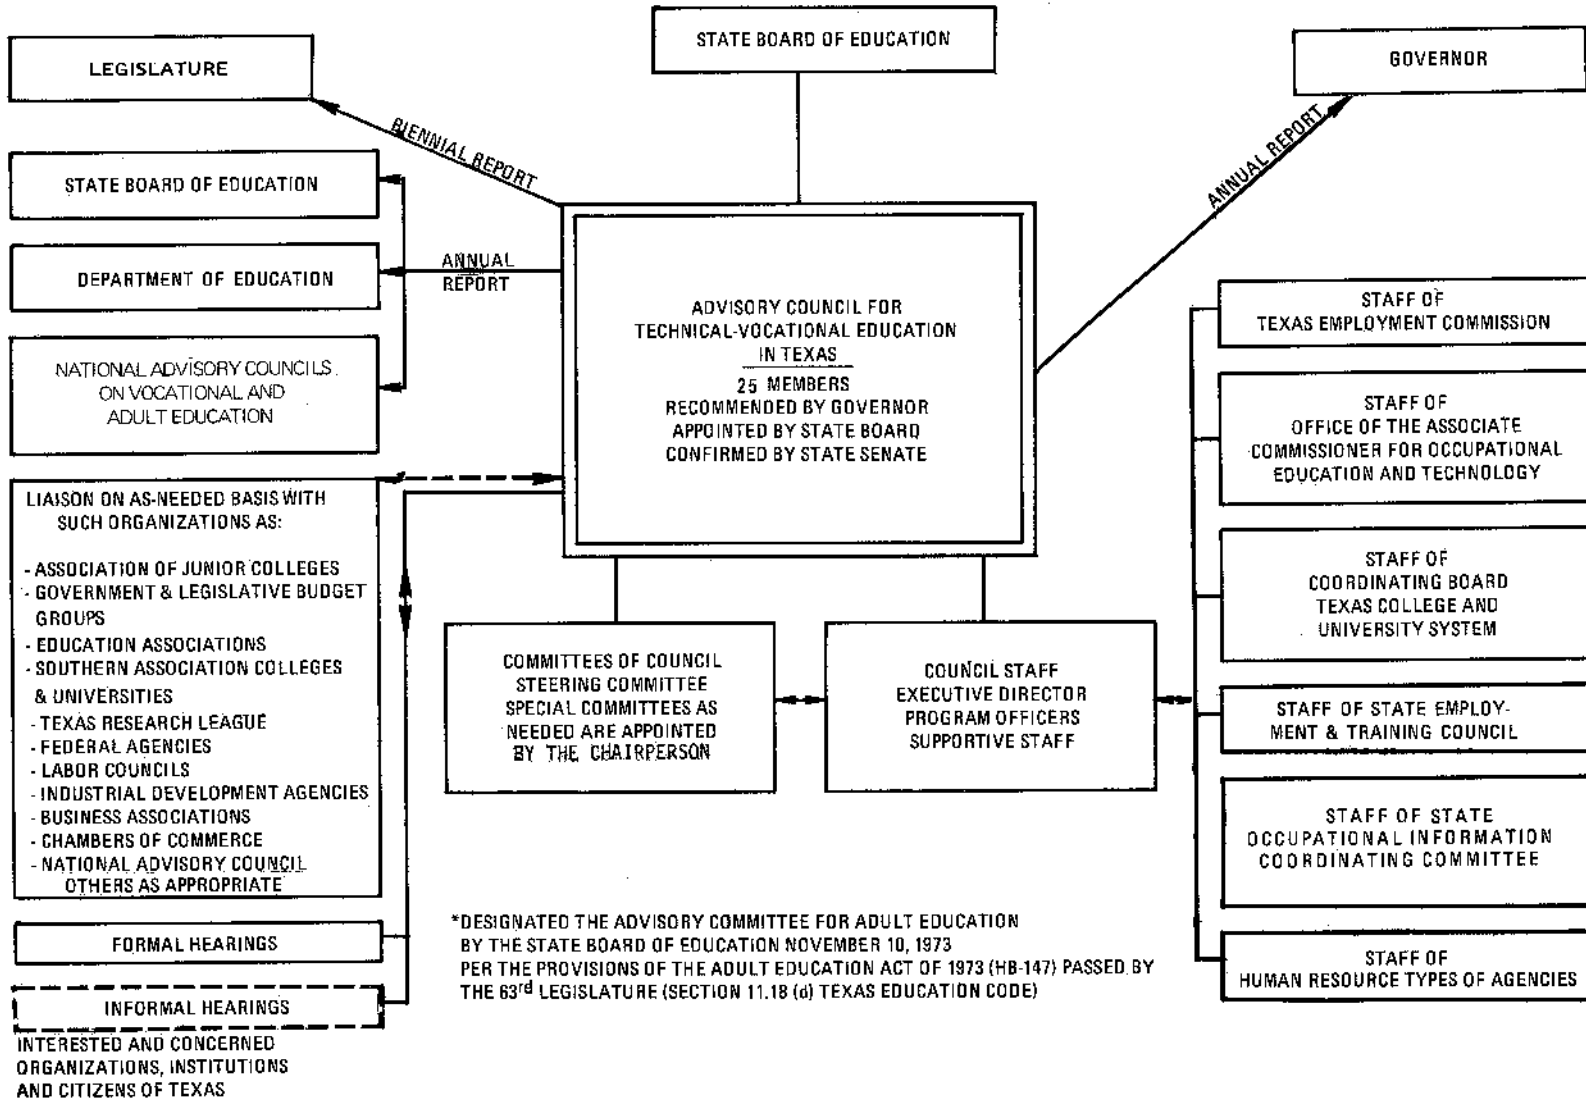 STATE BOARD OF EDUCATION
LEGISLATURE
GOVERNOR
BIENNIAL REPORT
ANNUAL REPORT
STATE BOARD OF EDUCATION
DEPARTMENT OF EDUCATION
ANNUAL
REPORT
NATIONAL ADVISORY COUNCILS
ON VOCATIONAL AND
ADULT EDUCATION
ADVISORY COUNCIL FOR
TECHNICAL-VOCATIONAL EDUCATION
IN TEXAS
25 MEMBERS
RECOMMENDED BY GOVERNOR
APPOINTED BY STATE BOARD
CONFIRMED BY STATE SENATE
LIAISON ON AS-NEEDED BASIS WITH
SUCH ORGANIZATIONS AS:
- ASSOCIATION OF JUNIOR COLLEGES
- GOVERNMENT & LEGISLATIVE BUDGET
GROUPS
- EDUCATION ASSOCIATIONS
- SOUTHERN ASSOCIATION COLLEGES
& UNIVERSITIES
- TEXAS RESEARCH LEAGUE
- FEDERAL AGENCIES
- LABOR COUNCILS
- INDUSTRIAL DEVELOPMENT AGENCIES
- BUSINESS ASSOCIATIONS
- CHAMBERS OF COMMERCE
- NATIONAL ADVISORY COUNCIL
OTHERS AS APPROPRIATE
FORMAL HEARINGS
INFORMAL HEARINGS
INTERESTED AND CONCERNED
ORGANIZATIONS, INSTITUTIONS
AND CITIZENS OF TEXAS
COMMITTEES OF COUNCIL
STEERING COMMITTEE
SPECIAL COMMITTEES AS
NEEDED ARE APPOINTED
BY THE CHAIRPERSON
COUNCIL STAFF
EXECUTIVE DIRECTOR
PROGRAM OFFICERS
SUPPORTIVE STAFF
STAFF OF
TEXAS EMPLOYMENT COMMISSION
STAFF OF
OFFICE OF THE ASSOCIATE
COMMISSIONER FOR OCCUPATIONAL
EDUCATION AND TECHNOLOGY
STAFF OF
COORDINATING BOARD
TEXAS COLLEGE AND
UNIVERSITY SYSTEM
STAFF OF STATE EMPLOY-
MENT & TRAINING COUNCIL
STAFF OF STATE
OCCUPATIONAL INFORMATION
COORDINATING COMMITTEE
STAFF OF
HUMAN RESOURCE TYPES OF AGENCIES
*DESIGNATED THE ADVISORY COMMITTEE FOR ADULT EDUCATION
BY THE STATE BOARD OF EDUCATION NOVEMBER 10, 1973
PER THE PROVISIONS OF THE ADULT EDUCATION ACT OF 1973 (HB-147) PASSED BY
THE 63rd LEGISLATURE (SECTION 11.18 (d) TEXAS EDUCATION CODE)